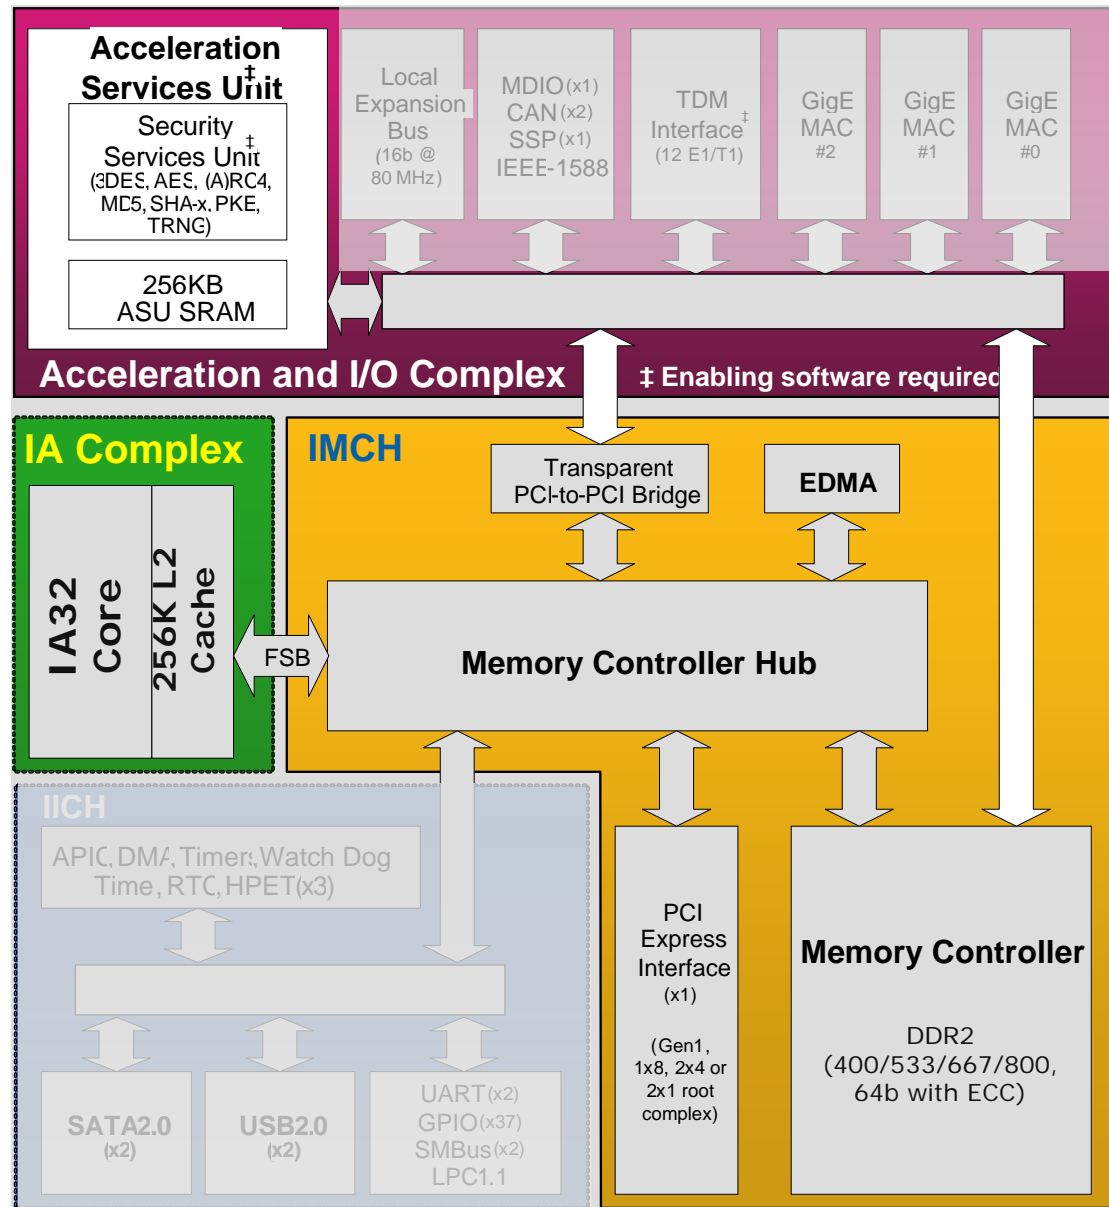 Acceleration
Services Unit‡
Security
Services Unit‡
(3DES, AES, (A)RC4,
MD5, SHA-x, PKE,
TRNG)
256KB
ASU SRAM
Local
Expansion
Bus
(16b @
80 MHz)
MDIO (x1)
CAN (x2)
SSP (x1)
IEEE-1588
TDM
Interface‡
(12 E1/T1)
GigE
MAC
#2
GigE
MAC
#1
GigE
MAC
#0
Acceleration and I/O Complex
‡ Enabling software required
IA Complex
IA32
Core
256K L2
Cache
FSB
IMCH
Transparent
PCI-to-PCI Bridge
EDMA
Memory Controller Hub
IICH
APIC, DMA, Timers, Watch Dog
Time, RTC, HPET(x3)
SATA2.0
(x2)
USB2.0
(x2)
UART (x2)
GPIO (x37)
SMBus (x2)
LPC1.1
PCI
Express
Interface
(x1)
(Gen1,
1x8, 2x4 or
2x1 root
complex)
Memory Controller
DDR2
(400/533/667/800,
64b with ECC)